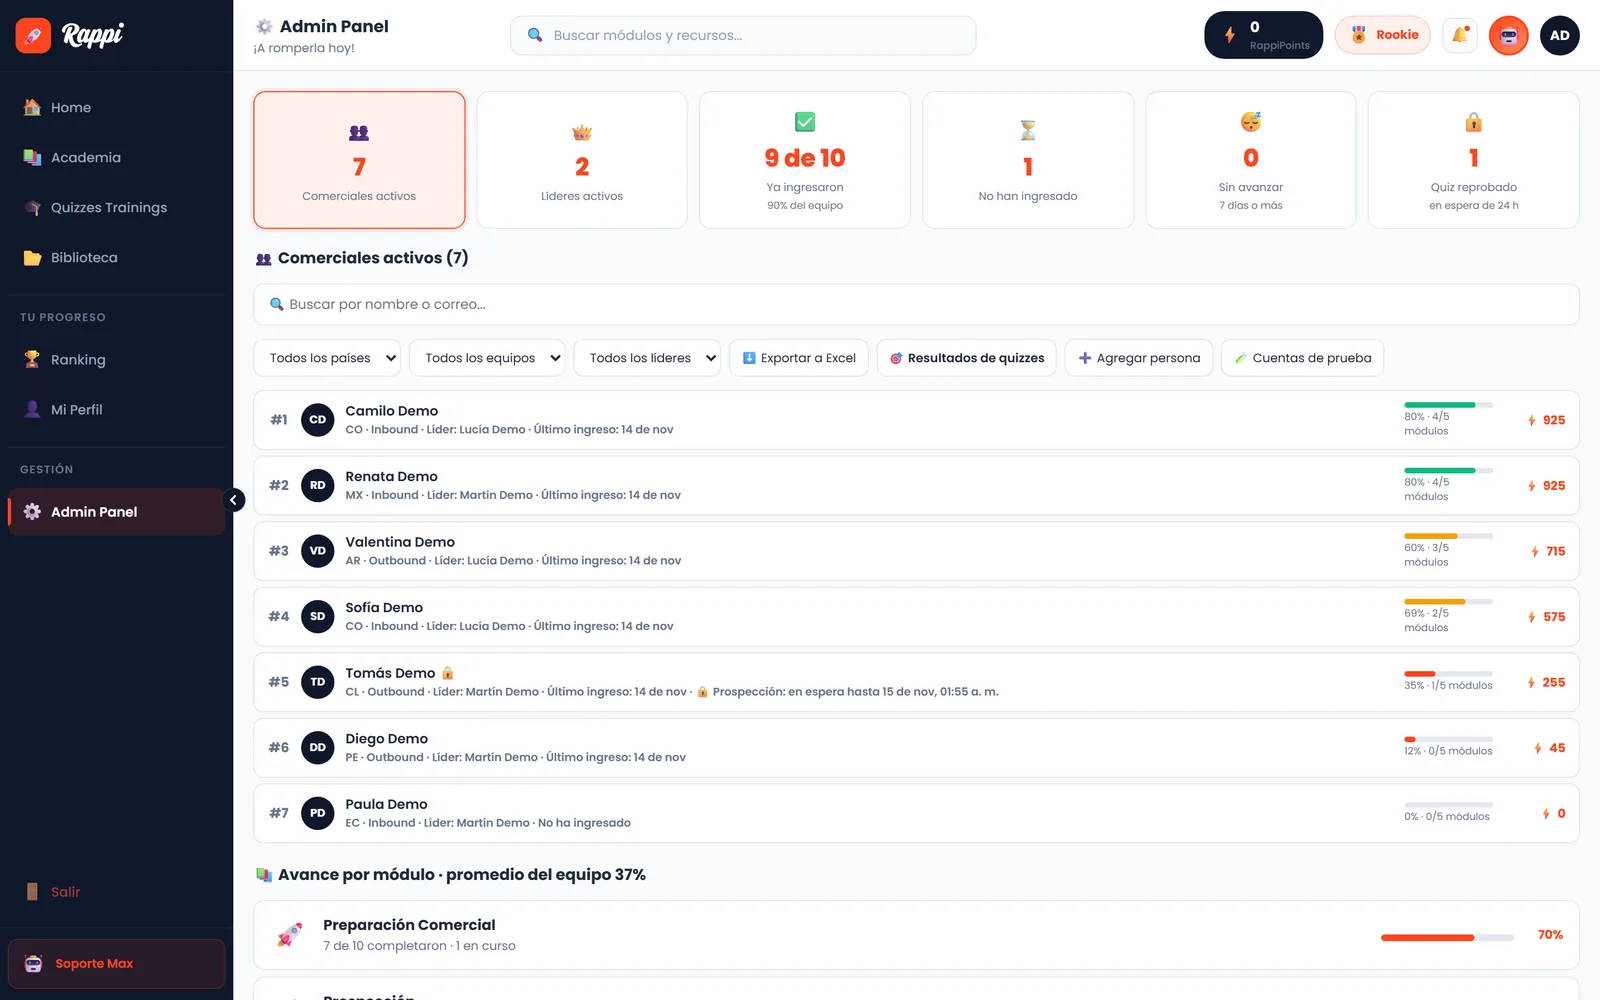 Rappi
Home
Academia
Quizzes Trainings
Biblioteca
TU PROGRESO
Ranking
Mi Perfil
GESTIÓN
Admin Panel
Salir
Soporte Max
Admin Panel
¡A romperla hoy!
Buscar módulos y recursos...
0
RappiPoints
Rookie
AD
7
Comerciales activos
2
Líderes activos
9 de 10
Ya ingresaron
90% del equipo
1
No han ingresado
0
Sin avanzar
7 días o más
1
Quiz reprobado
en espera de 24 h
Comerciales activos (7)
Buscar por nombre o correo...
Todos los países
Todos los equipos
Todos los líderes
Exportar a Excel
Resultados de quizzes
Agregar persona
Cuentas de prueba
#1
CD
Camilo Demo
CO · Inbound · Líder: Lucía Demo · Último ingreso: 14 de nov
80% · 4/5
módulos
925
#2
RD
Renata Demo
MX · Inbound · Líder: Martín Demo · Último ingreso: 14 de nov
80% · 4/5
módulos
925
#3
VD
Valentina Demo
AR · Outbound · Líder: Lucía Demo · Último ingreso: 14 de nov
60% · 3/5
módulos
715
#4
SD
Sofía Demo
CO · Inbound · Líder: Lucía Demo · Último ingreso: 14 de nov
69% · 2/5
módulos
575
#5
TD
Tomás Demo
CL · Outbound · Líder: Martín Demo · Último ingreso: 14 de nov · Prospección: en espera hasta 15 de nov, 01:55 a. m.
35% · 1/5 módulos
255
#6
DD
Diego Demo
PE · Outbound · Líder: Martín Demo · Último ingreso: 14 de nov
12% · 0/5 módulos
45
#7
PD
Paula Demo
EC · Inbound · Líder: Martín Demo · No ha ingresado
0% · 0/5 módulos
0
Avance por módulo · promedio del equipo 37%
Preparación Comercial
7 de 10 completaron · 1 en curso
70%
Prospección